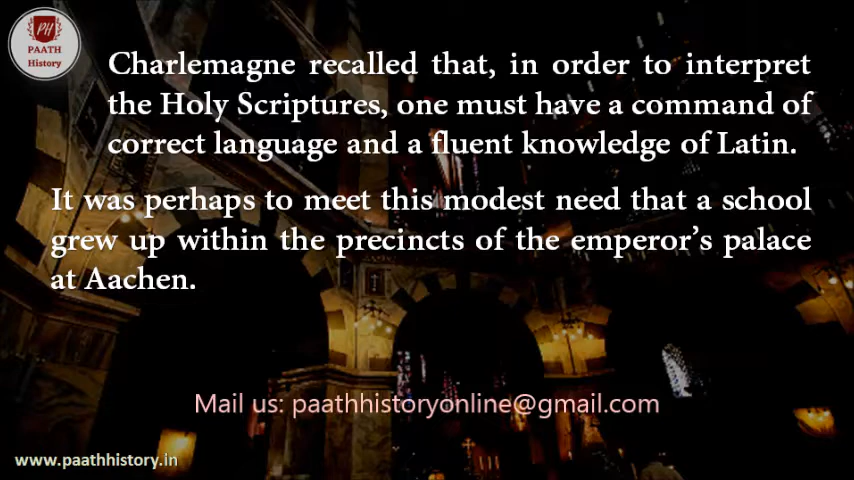 PH
PAATH
History
Charlemagne recalled that, in order to interpret
the Holy Scriptures, one must have a command of
correct language and a fluent knowledge of Latin.
It was perhaps to meet this modest need that a school
grew up within the precincts of the emperor’s palace
at Aachen.
Mail us: paathhistoryonline@gmail.com
www.paathhistory.in